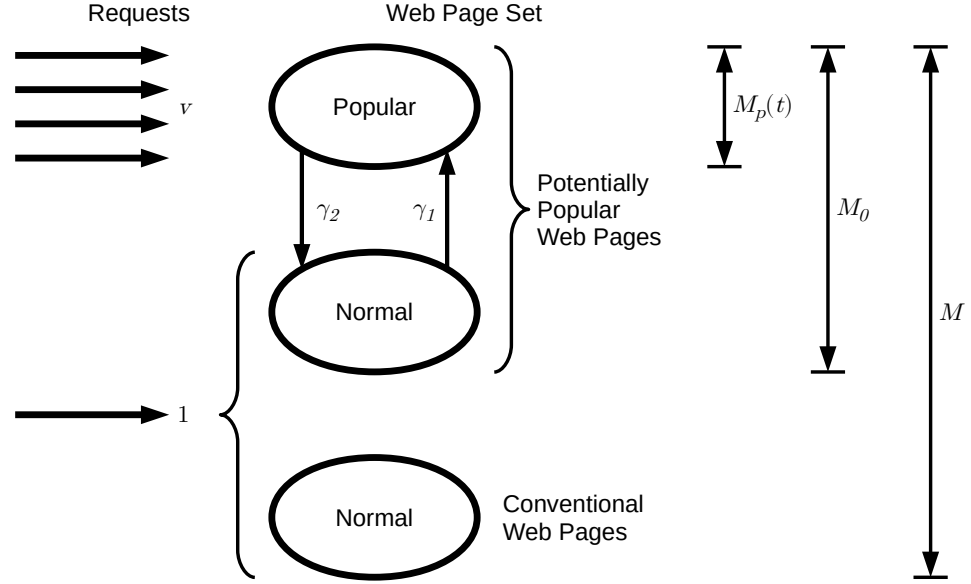 Requests
Web Page Set
v
Popular
M_p(t)
γ_2
γ_1
Potentially
Popular
Web Pages
M_0
Normal
M
1
Normal
Conventional
Web Pages